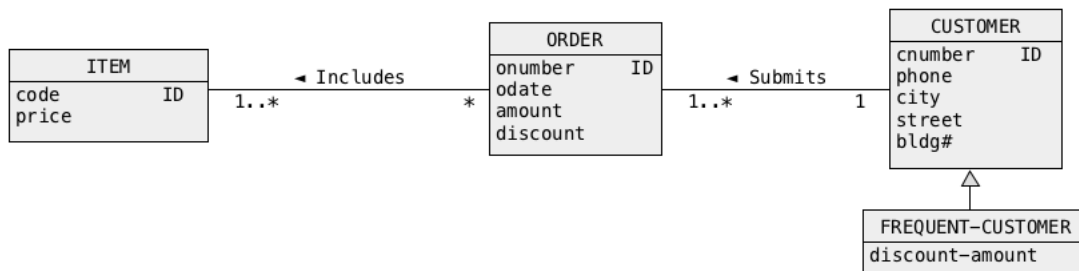 ITEM
code ID
price
◄ Includes
1..*
*
ORDER
onumber ID
odate
amount
discount
◄ Submits
1..*
1
CUSTOMER
cnumber ID
phone
city
street
bldg#
FREQUENT-CUSTOMER
discount-amount